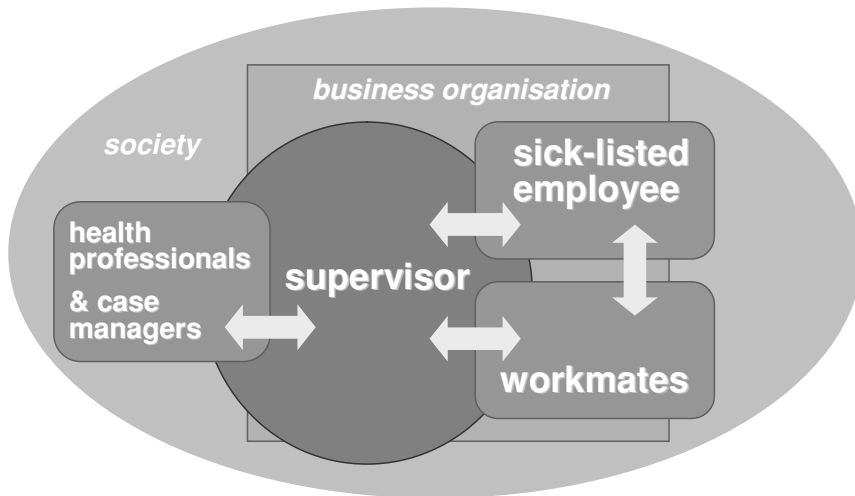 business organisation
society
sick-listed
employee
health
professionals
& case
managers
supervisor
workmates